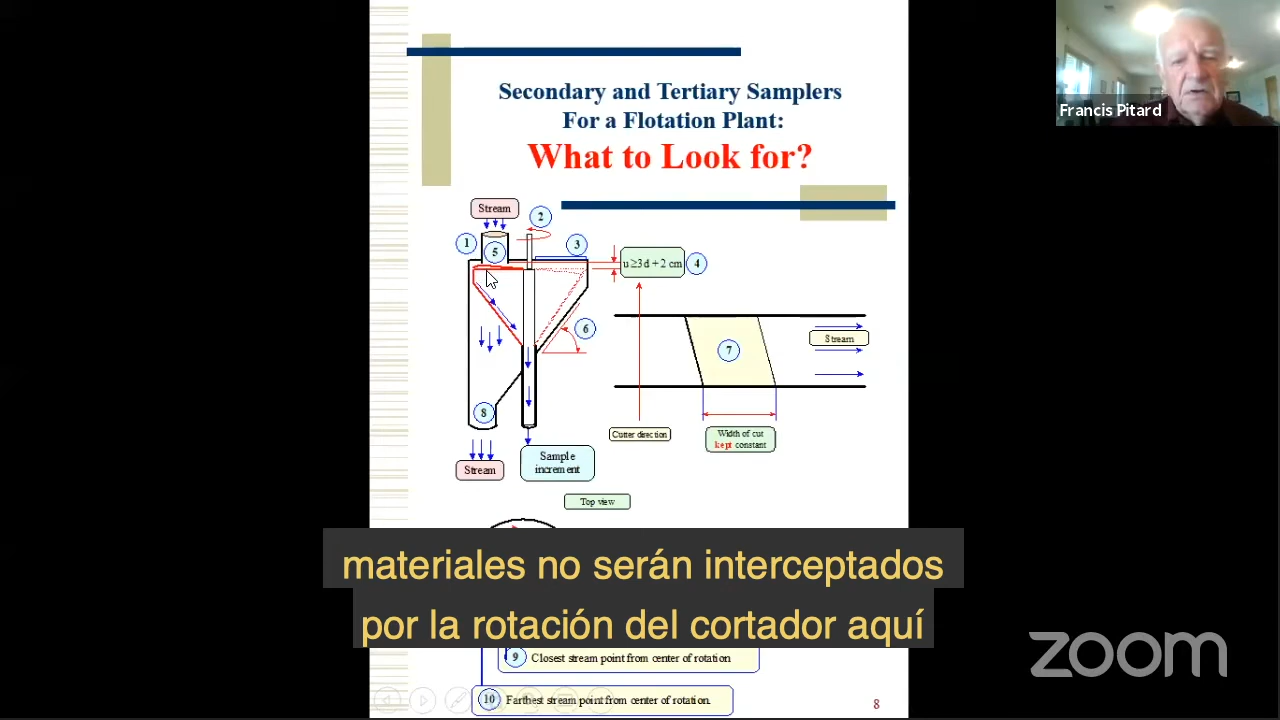 Francis Pitard
Secondary and Tertiary Samplers
For a Flotation Plant:
What to Look for?
Stream
2
1
5
3
u ≥3d + 2 cm
4
6
7
Stream
8
Cutter direction
Width of cut
kept constant
Stream
Sample
increment
Top view
materiales no serán interceptados
por la rotación del cortador aquí
9 Closest stream point from center of rotation
10 Farthest stream point from center of rotation.
8
zoom